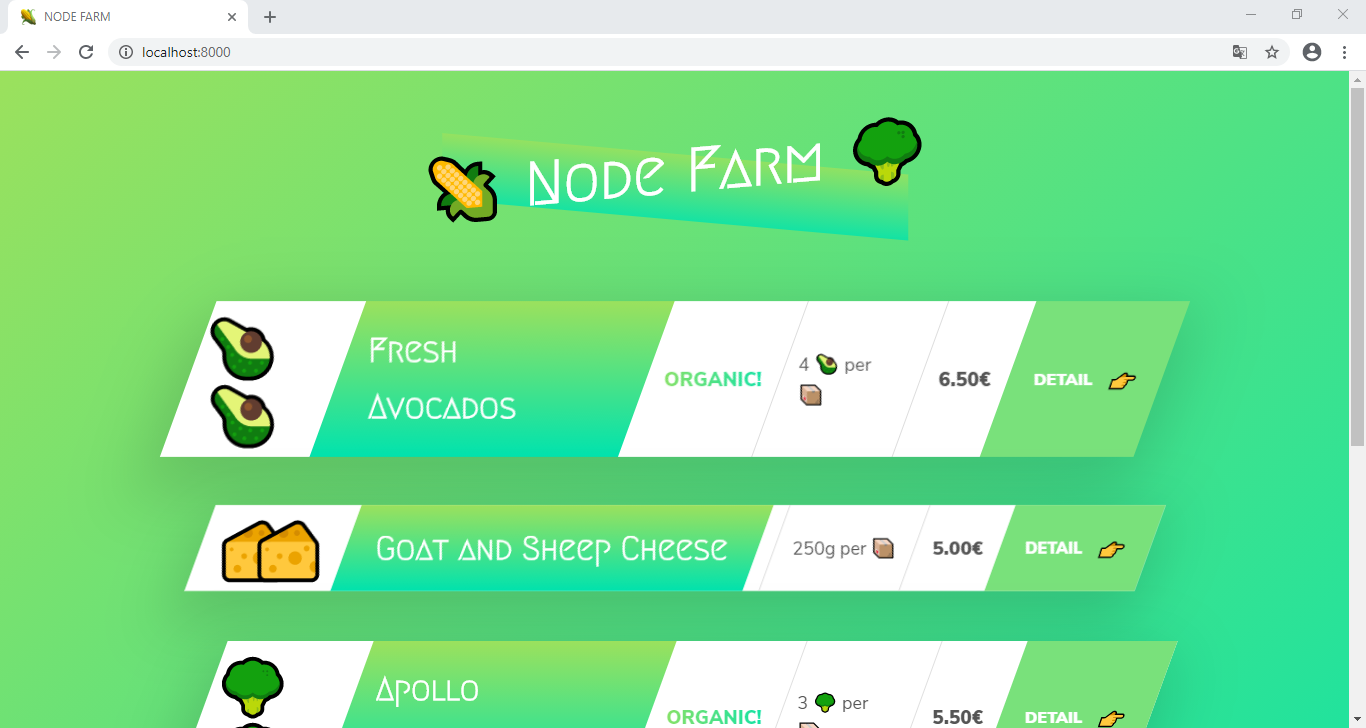 NODE FARM
localhost:8000
Node Farm
Fresh
Avocados
ORGANIC!
4 per
6.50€
DETAIL
Goat and Sheep Cheese
250g per
5.00€
DETAIL
Apollo
ORGANIC!
3 per
5.50€
DETAIL